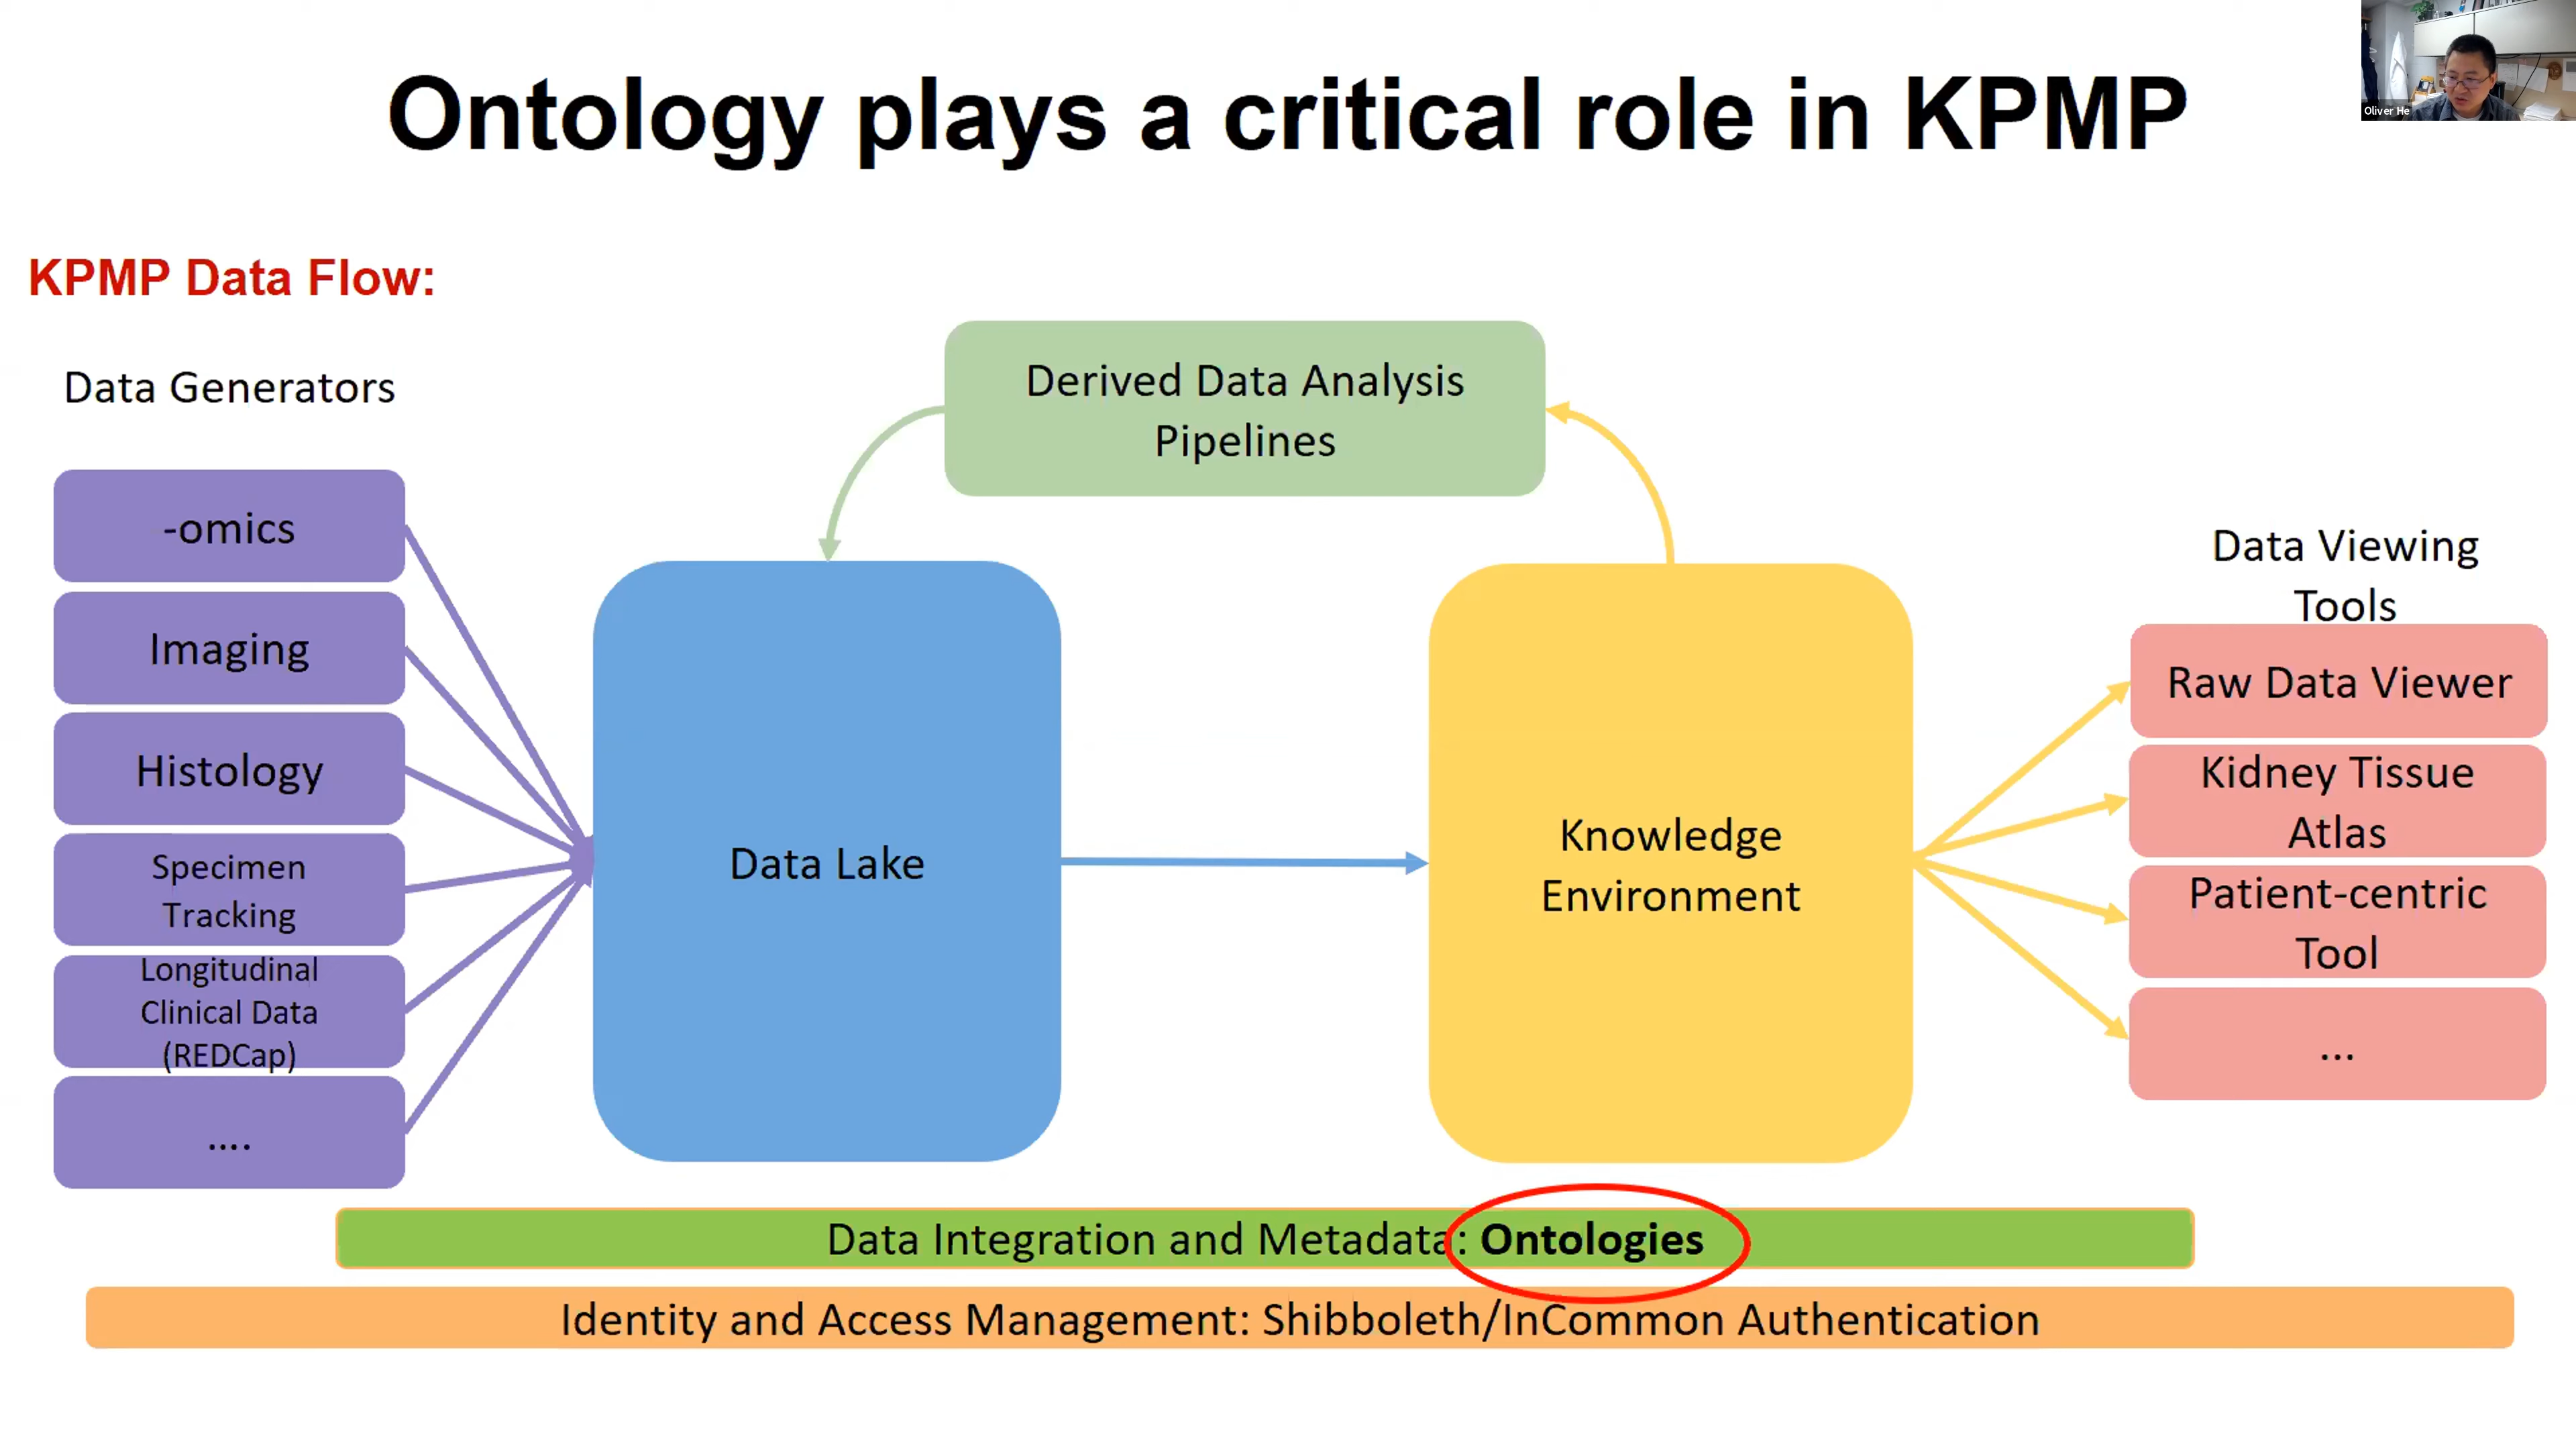 Ontology plays a critical role in KPMP
Oliver He
KPMP Data Flow:
Data Generators
-omics
Imaging
Histology
Specimen
Tracking
Longitudinal
Clinical Data
(REDCap)
....
Derived Data Analysis
Pipelines
Data Lake
Knowledge
Environment
Data Viewing
Tools
Raw Data Viewer
Kidney Tissue
Atlas
Patient-centric
Tool
...
Data Integration and Metadata: Ontologies
Identity and Access Management: Shibboleth/InCommon Authentication